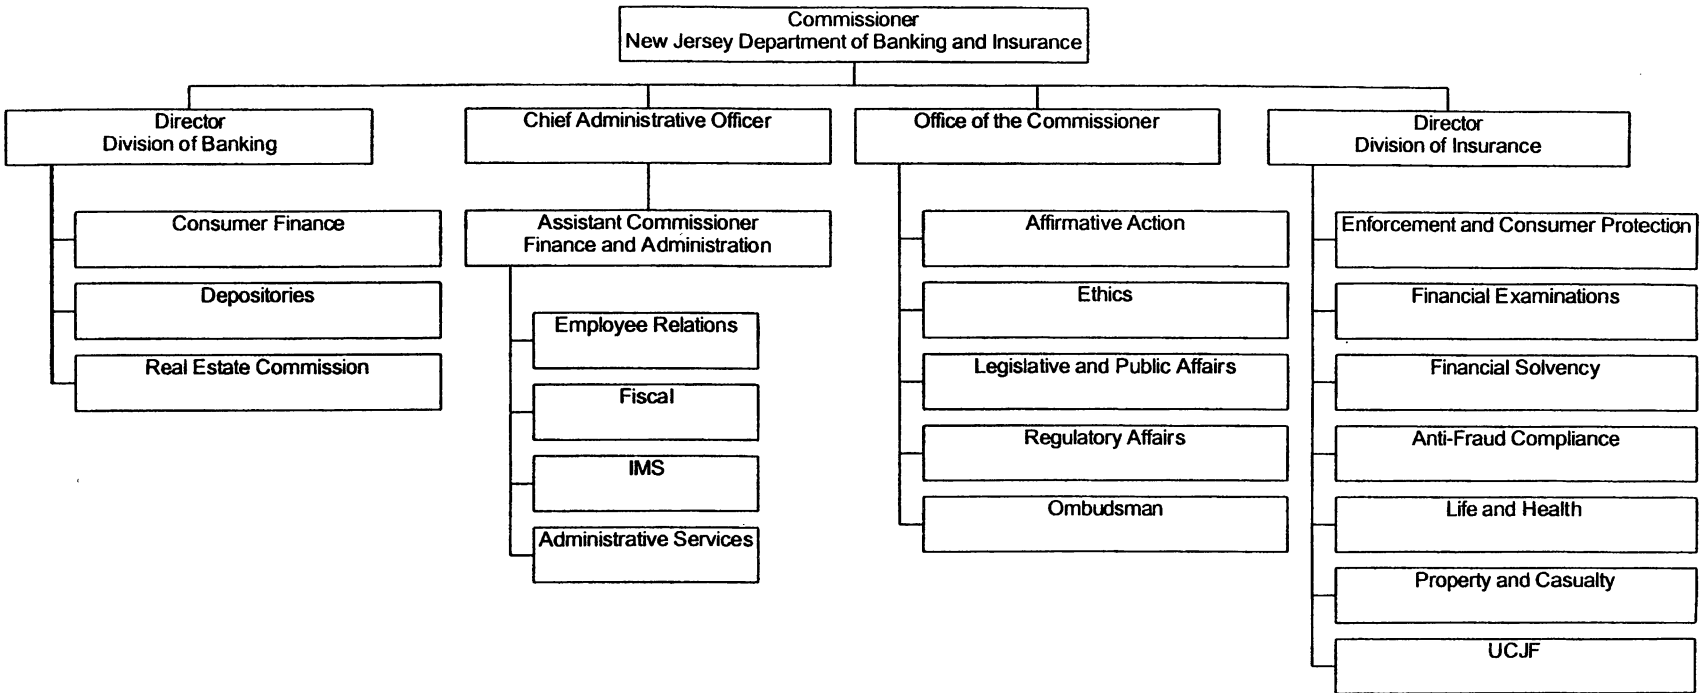 Commissioner
New Jersey Department of Banking and Insurance
Director
Division of Banking
Chief Administrative Officer
Office of the Commissioner
Director
Division of Insurance
Consumer Finance
Depositories
Real Estate Commission
Assistant Commissioner
Finance and Administration
Employee Relations
Fiscal
IMS
Administrative Services
Affirmative Action
Ethics
Legislative and Public Affairs
Regulatory Affairs
Ombudsman
Enforcement and Consumer Protection
Financial Examinations
Financial Solvency
Anti-Fraud Compliance
Life and Health
Property and Casualty
UCJF